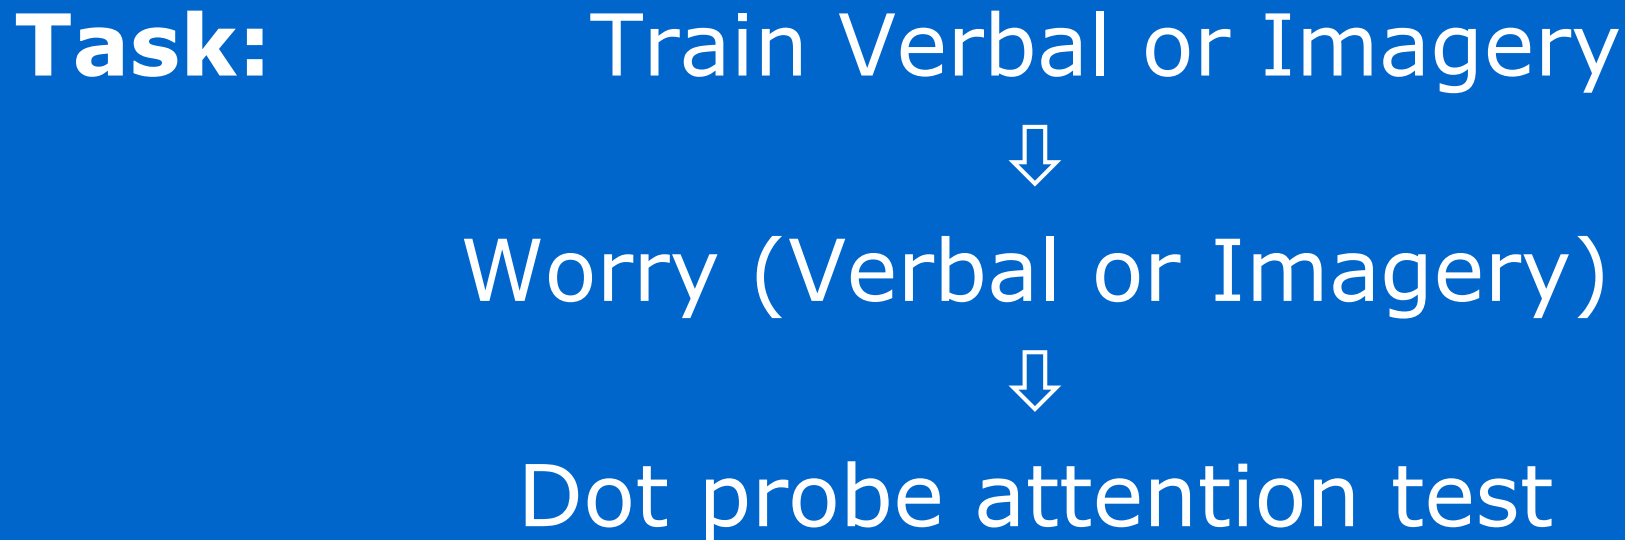 Task: Train Verbal or Imagery
⇩
Worry (Verbal or Imagery)
⇩
Dot probe attention test